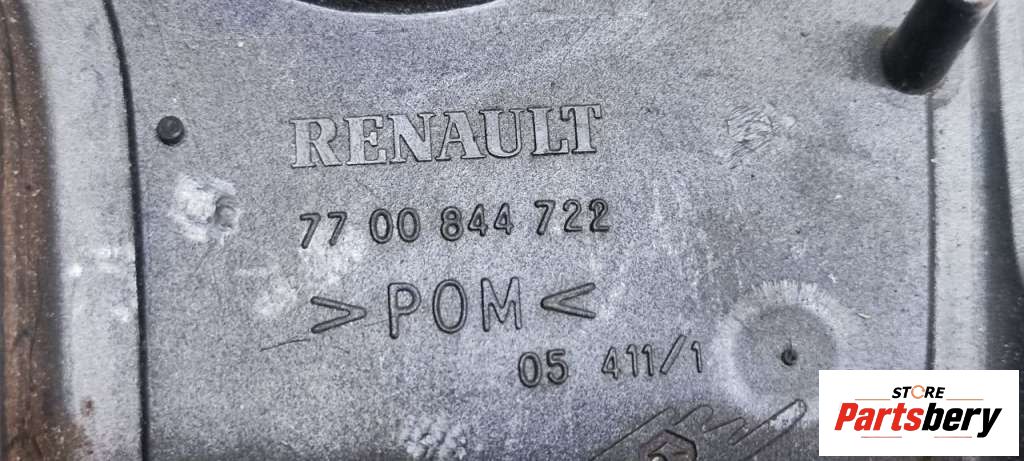 RENAULT
77 00 844 722
>POM<
05 411/1
STORE
Partsbery